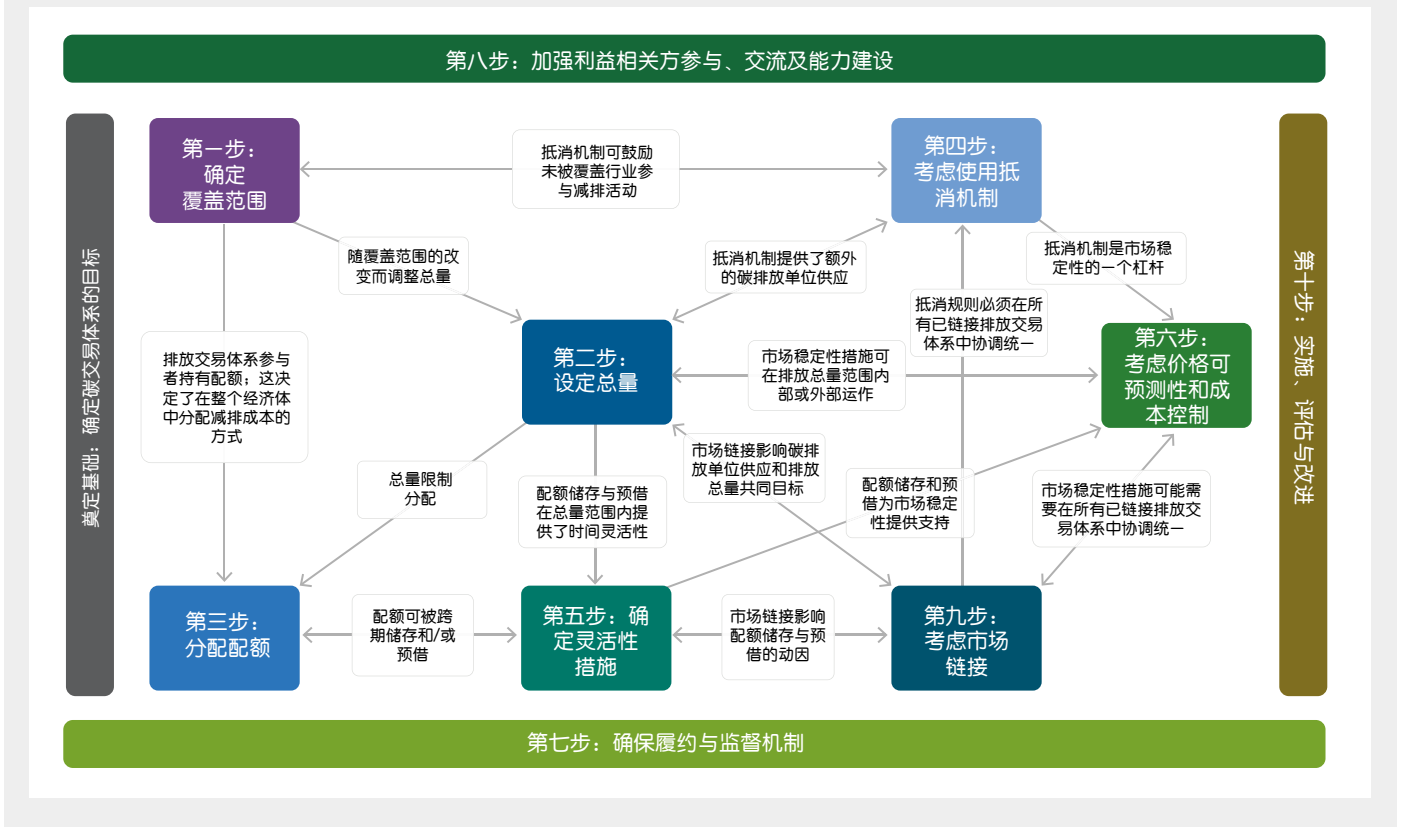 第八步：加强利益相关方参与、交流及能力建设
奠定基础：确定碳交易体系的目标
第一步：
确定
覆盖范围
抵消机制可鼓励
未被覆盖行业参
与减排活动
第四步：
考虑使用抵
消机制
随覆盖范围的改
变而调整总量
抵消机制提供了额外
的碳排放单位供应
抵消机制是市场稳
定性的一个杠杆
抵消规则必须在所
有已链接排放交易
体系中协调统一
排放交易体系参与
者持有配额；这决
定了在整个经济体
中分配减排成本的
方式
第二步：
设定总量
市场稳定性措施可
在排放总量范围内
部或外部运作
第六步：
考虑价格可
预测性和成
本控制
总量限制
分配
配额储存与预借
在总量范围内提
供了时间灵活性
市场链接影响碳排
放单位供应和排放
总量共同目标
配额储存和预
借为市场稳定
性提供支持
市场稳定性措施可能需
要在所有已链接排放交
易体系中协调统一
第三步：
分配配额
配额可被跨
期储存和/或
预借
第五步：确
定灵活性
措施
市场链接影响
配额储存与预
借的动因
第九步：
考虑市场
链接
第十步：实施、评估与改进
第七步：确保履约与监督机制